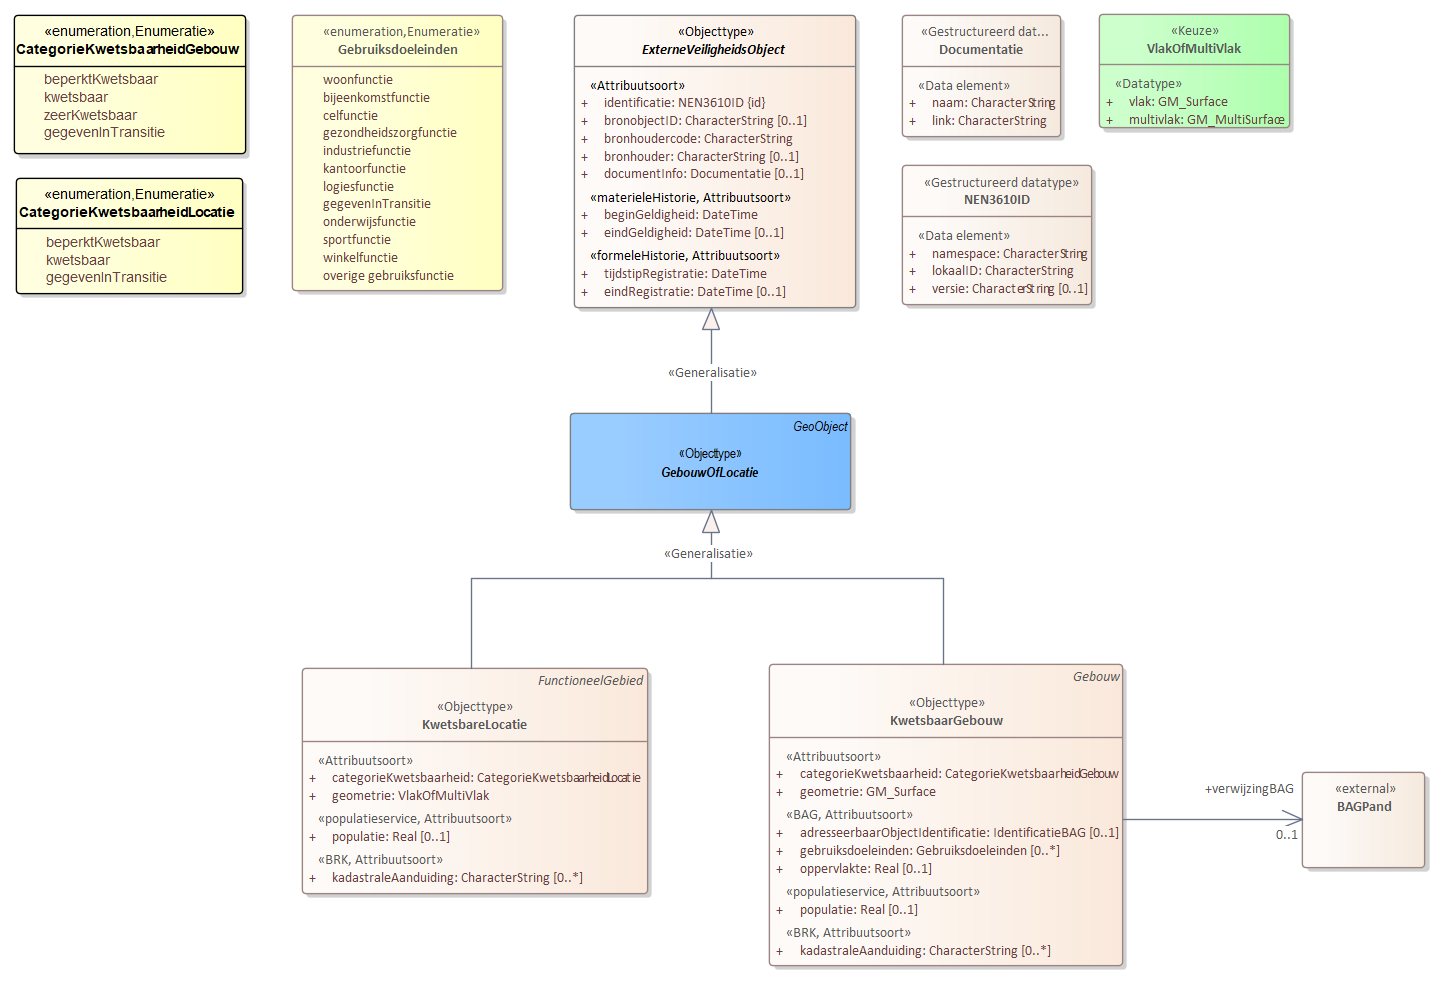 «enumeration,Enumeratie»
CategorieKwetsbaarheidGebouw
beperktKwetsbaar
kwetsbaar
zeerKwetsbaar
gegevenInTransitie
«enumeration,Enumeratie»
CategorieKwetsbaarheidLocatie
beperktKwetsbaar
kwetsbaar
gegevenInTransitie
«enumeration,Enumeratie»
Gebruiksdoeleinden
woonfunctie
bijeenkomstfunctie
celfunctie
gezondheidszorgfunctie
industriefunctie
kantoorfunctie
logiesfunctie
gegevenInTransitie
onderwijsfunctie
sportfunctie
winkelfunctie
overige gebruiksfunctie
«Objecttype»
ExterneVeiligheidsObject
«Attribuutsoort»
+ identificatie: NEN3610ID {id}
+ bronobjectID: CharacterString [0..1]
+ bronhoudercode: CharacterString
+ bronhouder: CharacterString [0..1]
+ documentInfo: Documentatie [0..1]
«materieleHistorie, Attribuutsoort»
+ beginGeldigheid: DateTime
+ eindGeldigheid: DateTime [0..1]
«formeleHistorie, Attribuutsoort»
+ tijdstipRegistratie: DateTime
+ eindRegistratie: DateTime [0..1]
«Gestructureerd dat...
Documentatie
«Data element»
+ naam: CharacterString
+ link: CharacterString
«Keuze»
VlakOfMultiVlak
«Datatype»
+ vlak: GM_Surface
+ multivlak: GM_MultiSurface
«Gestructureerd datatype»
NEN3610ID
«Data element»
+ namespace: CharacterString
+ lokaalID: CharacterString
+ versie: CharacterString [0..1]
«Generalisatie»
GeoObject
«Objecttype»
GebouwOfLocatie
«Generalisatie»
FunctioneelGebied
«Objecttype»
KwetsbareLocatie
«Attribuutsoort»
+ categorieKwetsbaarheid: CategorieKwetsbaarheidLocatie
+ geometrie: VlakOfMultiVlak
«populatieservice, Attribuutsoort»
+ populatie: Real [0..1]
«BRK, Attribuutsoort»
+ kadastraleAanduiding: CharacterString [0..*]
Gebouw
«Objecttype»
KwetsbaarGebouw
«Attribuutsoort»
+ categorieKwetsbaarheid: CategorieKwetsbaarheidGebouw
+ geometrie: GM_Surface
«BAG, Attribuutsoort»
+ adresseerbaarObjectIdentificatie: IdentificatieBAG [0..1]
+ gebruiksdoeleinden: Gebruiksdoeleinden [0..*]
+ oppervlakte: Real [0..1]
«populatieservice, Attribuutsoort»
+ populatie: Real [0..1]
«BRK, Attribuutsoort»
+ kadastraleAanduiding: CharacterString [0..*]
+verwijzingBAG
0..1
«external»
BAGPand